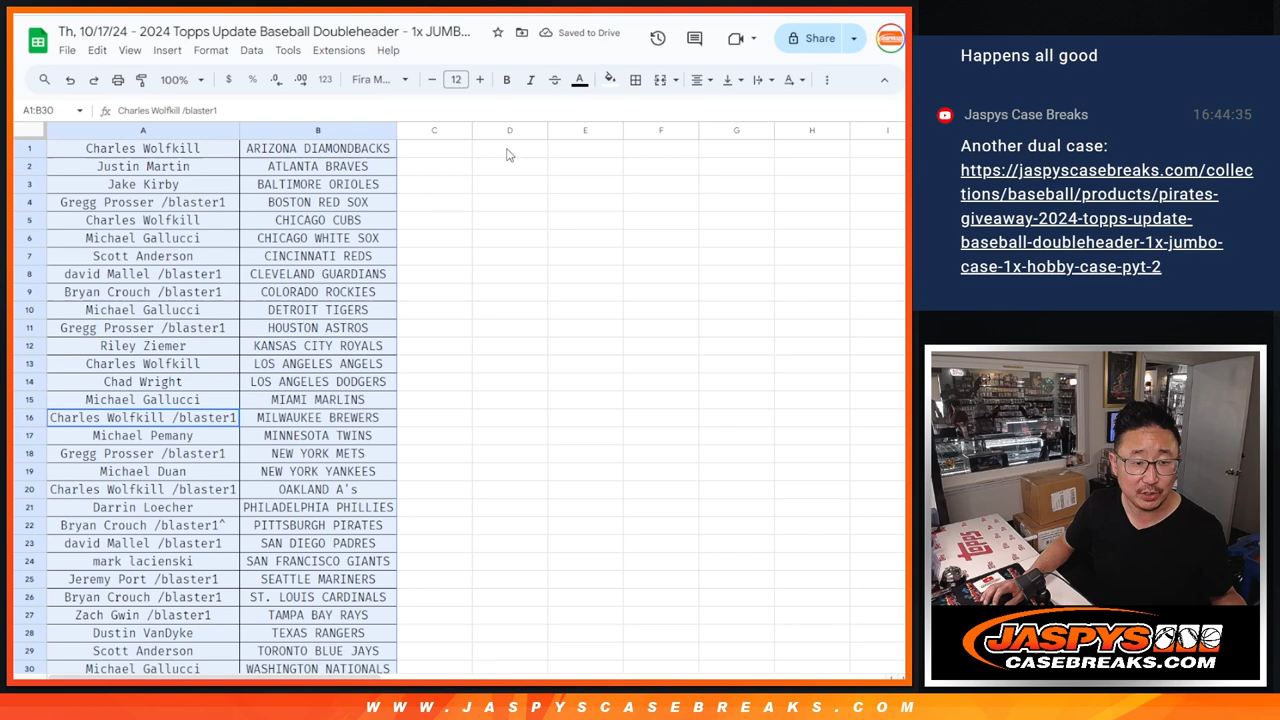 Th, 10/17/24 - 2024 Topps Update Baseball Doubleheader - 1x JUMB...
Saved to Drive
Share
File Edit View Insert Format Data Tools Extensions Help
100% $ % .0 .00 123 Fira M... 12 B I A
A1:B30 fx Charles Wolfkill /blaster1
A B C D E F G H I
1 Charles Wolfkill ARIZONA DIAMONDBACKS
2 Justin Martin ATLANTA BRAVES
3 Jake Kirby BALTIMORE ORIOLES
4 Gregg Prosser /blaster1 BOSTON RED SOX
5 Charles Wolfkill CHICAGO CUBS
6 Michael Gallucci CHICAGO WHITE SOX
7 Scott Anderson CINCINNATI REDS
8 david Mallel /blaster1 CLEVELAND GUARDIANS
9 Bryan Crouch /blaster1 COLORADO ROCKIES
10 Michael Gallucci DETROIT TIGERS
11 Gregg Prosser /blaster1 HOUSTON ASTROS
12 Riley Ziemer KANSAS CITY ROYALS
13 Charles Wolfkill LOS ANGELES ANGELS
14 Chad Wright LOS ANGELES DODGERS
15 Michael Gallucci MIAMI MARLINS
16 Charles Wolfkill /blaster1 MILWAUKEE BREWERS
17 Michael Pemany MINNESOTA TWINS
18 Gregg Prosser /blaster1 NEW YORK METS
19 Michael Duan NEW YORK YANKEES
20 Charles Wolfkill /blaster1 OAKLAND A's
21 Darrin Loecher PHILADELPHIA PHILLIES
22 Bryan Crouch /blaster1^ PITTSBURGH PIRATES
23 david Mallel /blaster1 SAN DIEGO PADRES
24 mark lacienski SAN FRANCISCO GIANTS
25 Jeremy Port /blaster1 SEATTLE MARINERS
26 Bryan Crouch /blaster1 ST. LOUIS CARDINALS
27 Zach Gwin /blaster1 TAMPA BAY RAYS
28 Dustin VanDyke TEXAS RANGERS
29 Scott Anderson TORONTO BLUE JAYS
30 Michael Gallucci WASHINGTON NATIONALS
Happens all good
Jaspys Case Breaks 16:44:35
Another dual case:
https://jaspyscasebreaks.com/collec
tions/baseball/products/pirates-
giveaway-2024-topps-update-
baseball-doubleheader-1x-jumbo-
case-1x-hobby-case-pyt-2
topps
JASPYS
CASEBREAKS.COM
WWW.JASPYSCASEBREAKS.COM